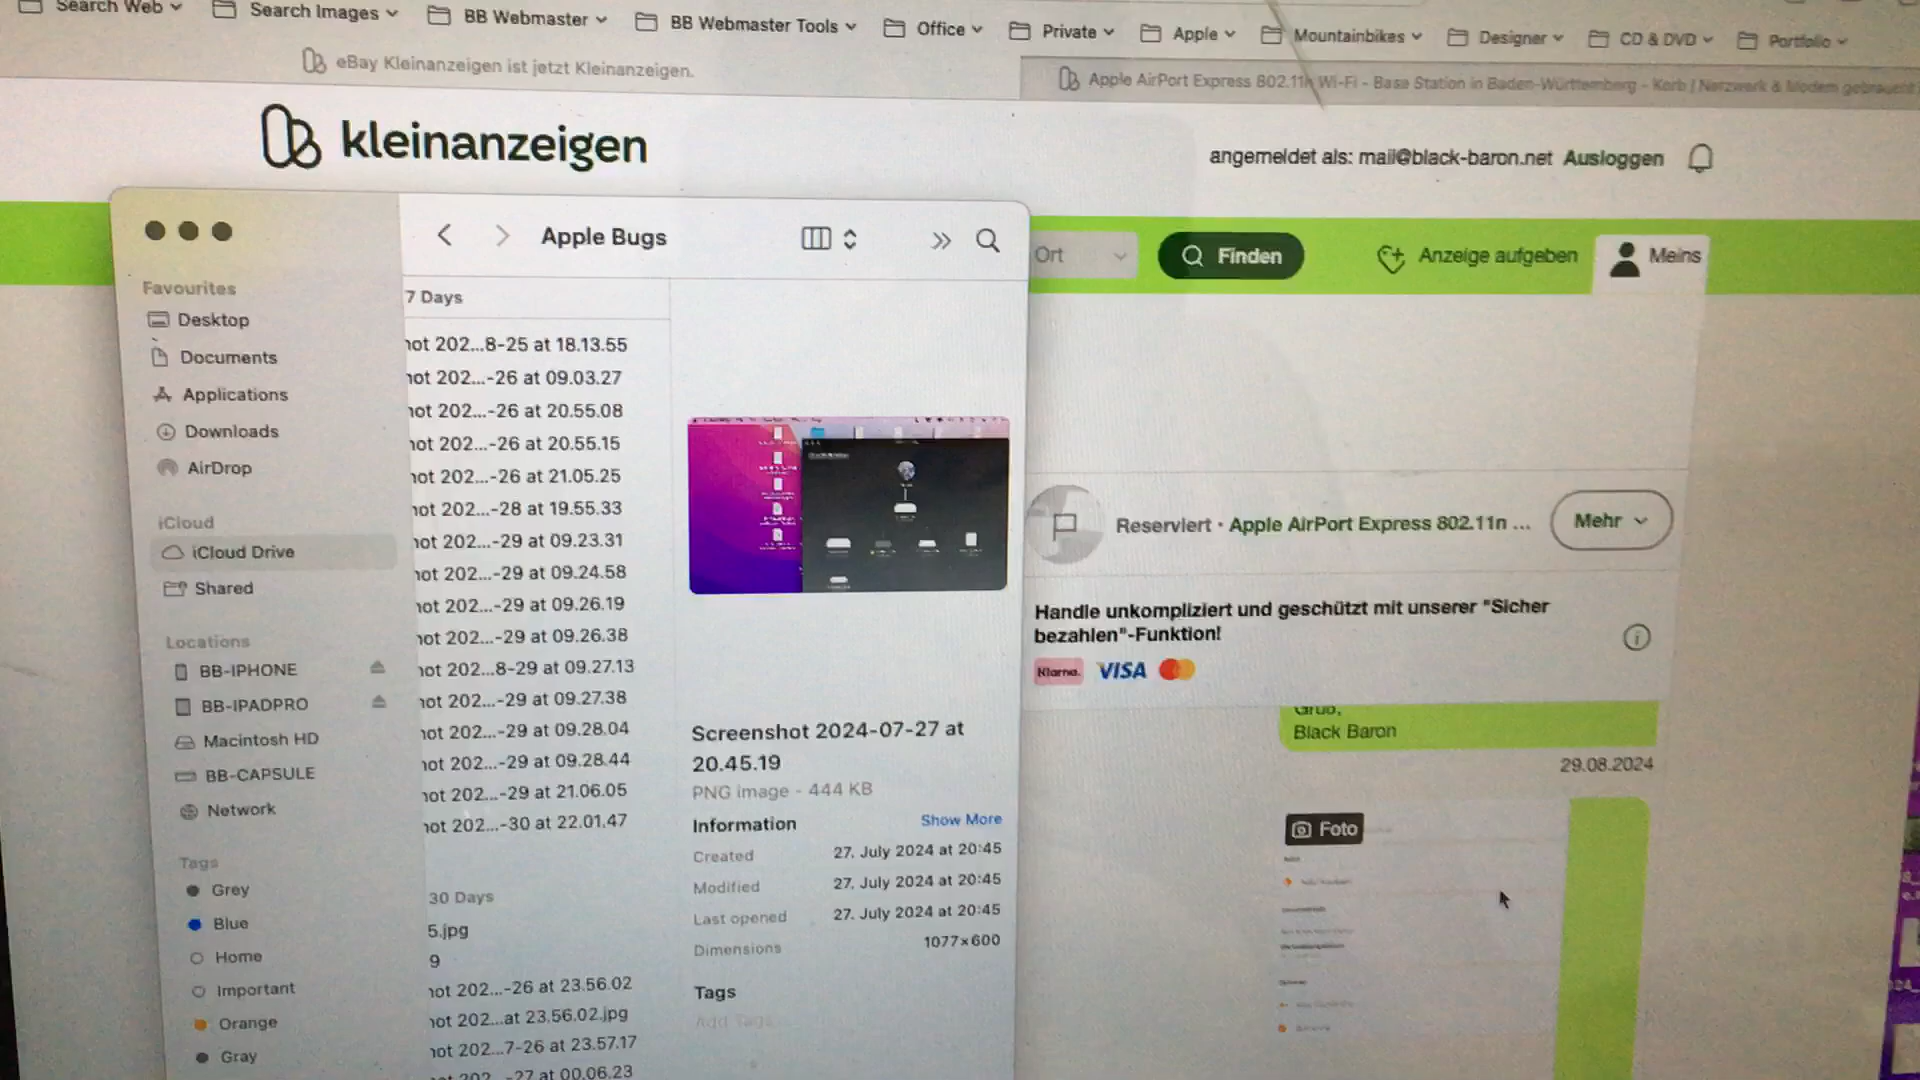 Search Web
Search Images
BB Webmaster
BB Webmaster Tools
Office
Private
Apple
Mountainbikes
Designer
CD & DVD
Portfolio
eBay Kleinanzeigen ist jetzt Kleinanzeigen.
Apple AirPort Express 802.11n Wi-Fi - Base Station in Baden-Württemberg - Korb | Netzwerk & Modem gebraucht
kleinanzeigen
angemeldet als: mail@black-baron.net Ausloggen
Ort
Finden
Anzeige aufgeben
Meins
Apple Bugs
Favourites
Desktop
Documents
Applications
Downloads
AirDrop
iCloud
iCloud Drive
Shared
Locations
BB-IPHONE
BB-IPADPRO
Macintosh HD
BB-CAPSULE
Network
Tags
Grey
Blue
Home
Important
Orange
Gray
7 Days
hot 202...8-25 at 18.13.55
hot 202...-26 at 09.03.27
hot 202...-26 at 20.55.08
hot 202...-26 at 20.55.15
hot 202...-26 at 21.05.25
hot 202...-28 at 19.55.33
hot 202...-29 at 09.23.31
hot 202...-29 at 09.24.58
hot 202...-29 at 09.26.19
hot 202...-29 at 09.26.38
hot 202...8-29 at 09.27.13
hot 202...-29 at 09.27.38
hot 202...-29 at 09.28.04
hot 202...-29 at 09.28.44
hot 202...-29 at 21.06.05
hot 202...-30 at 22.01.47
30 Days
5.jpg
9
hot 202...-26 at 23.56.02
hot 202...at 23.56.02.jpg
hot 202...7-26 at 23.57.17
hot 202...-27 at 00.06.23
Screenshot 2024-07-27 at
20.45.19
PNG image - 444 KB
Information
Show More
Created 27. July 2024 at 20:45
Modified 27. July 2024 at 20:45
Last opened 27. July 2024 at 20:45
Dimensions 1077×600
Tags
Add Tags
Reserviert • Apple AirPort Express 802.11n ...
Mehr
Handle unkompliziert und geschützt mit unserer "Sicher
bezahlen"-Funktion!
Klarna.
VISA
Gruß,
Black Baron
29.08.2024
Foto